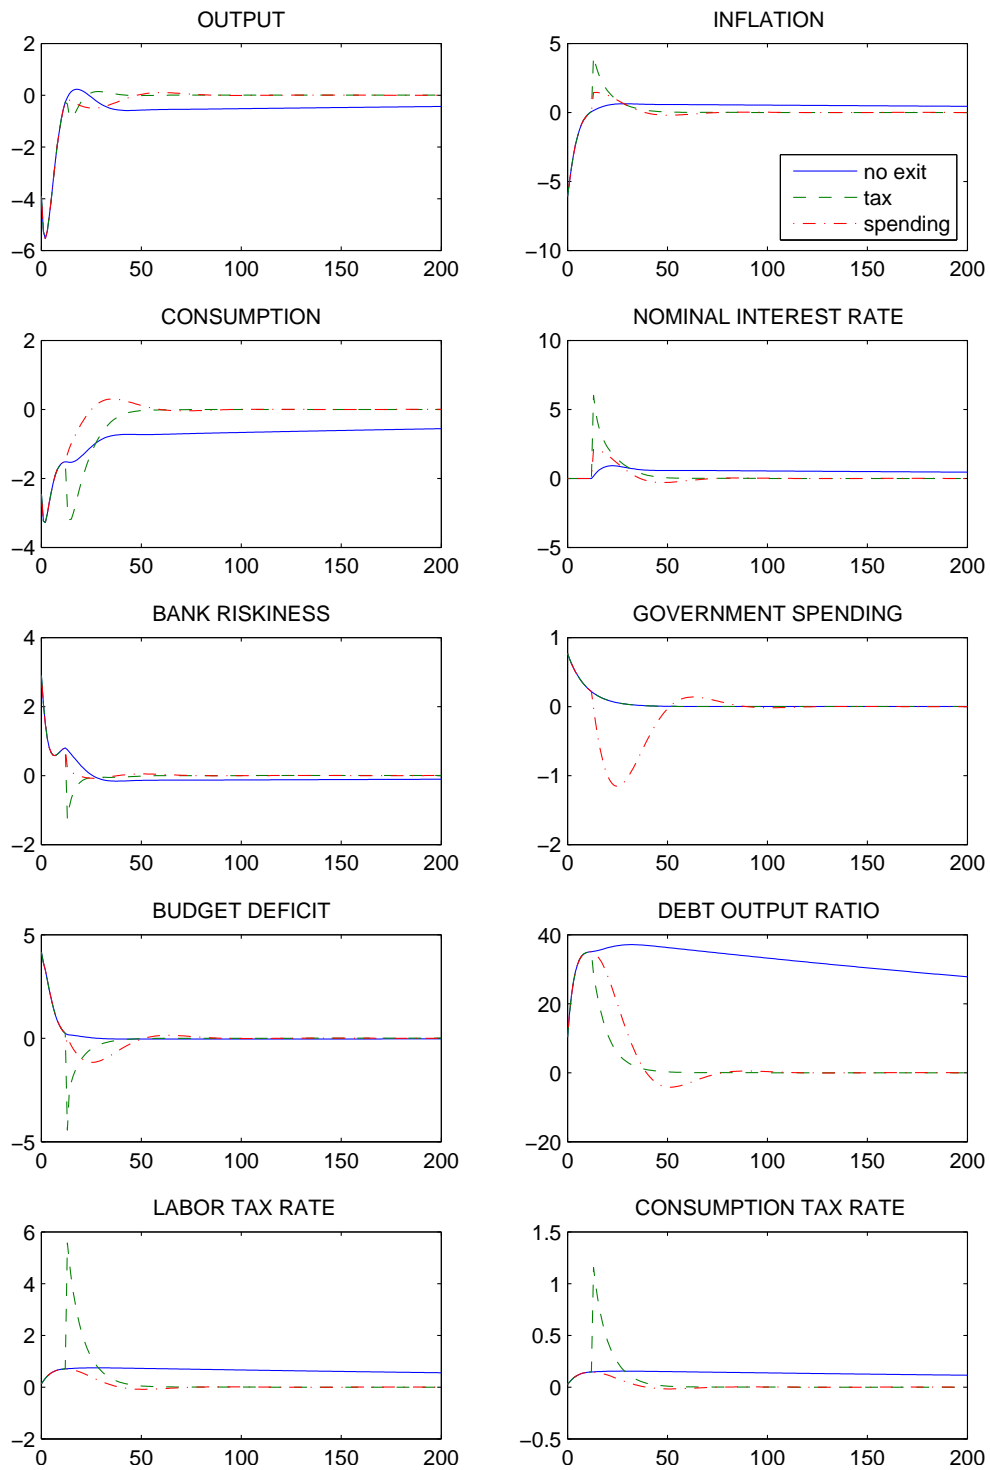 OUTPUT
2
0
−2
−4
−6
0 50 100 150 200
INFLATION
5
0
−5
−10
0 50 100 150 200
no exit
tax
spending
CONSUMPTION
2
0
−2
−4
0 50 100 150 200
NOMINAL INTEREST RATE
10
5
0
−5
0 50 100 150 200
BANK RISKINESS
4
2
0
−2
0 50 100 150 200
GOVERNMENT SPENDING
1
0
−1
−2
0 50 100 150 200
BUDGET DEFICIT
5
0
−5
0 50 100 150 200
DEBT OUTPUT RATIO
40
20
0
−20
0 50 100 150 200
LABOR TAX RATE
6
4
2
0
−2
0 50 100 150 200
CONSUMPTION TAX RATE
1.5
1
0.5
0
−0.5
0 50 100 150 200